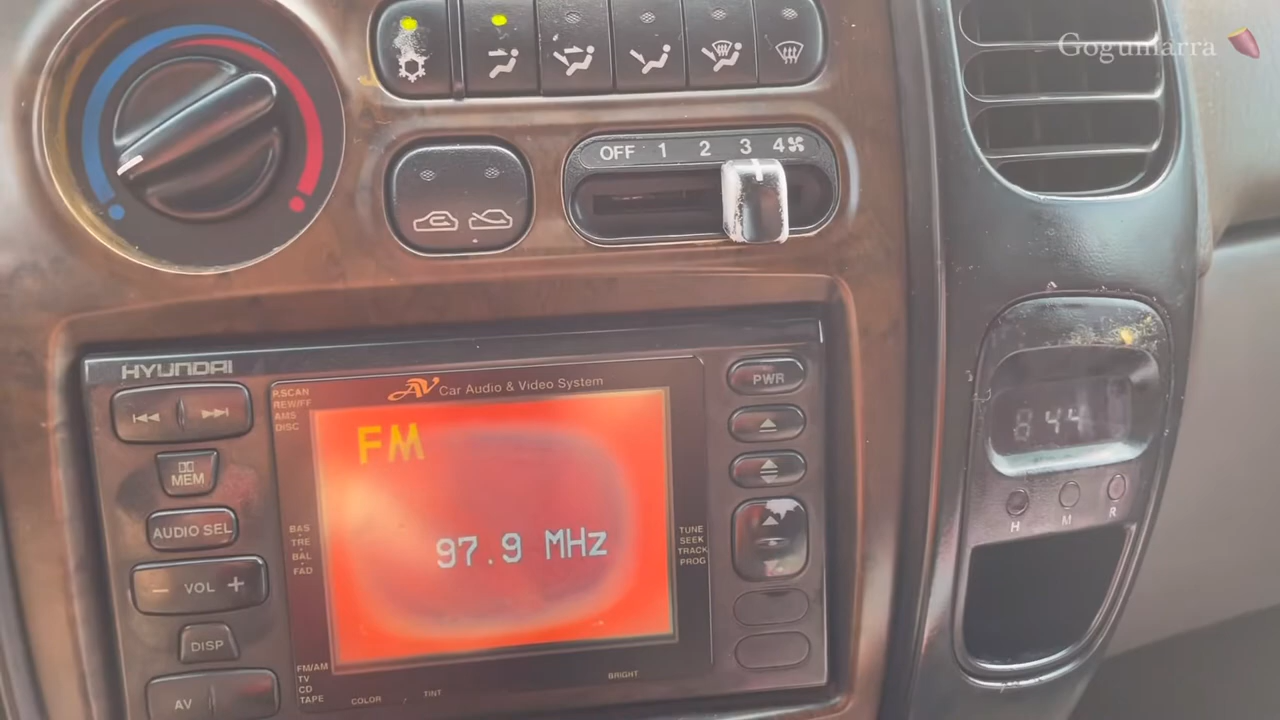 Gogumarra
OFF 1 2 3 4
HYUNDAI
AV Car Audio & Video System
P.SCAN
REW/FF
AMS
DISC
PWR
FM
MEM
AUDIO SEL
BAS
TRE
BAL
FAD
97.9 MHz
TUNE
SEEK
TRACK
PROG
− VOL +
DISP
FM/AM
TV
CD
TAPE
AV
COLOR
TINT
BRIGHT
8 44
H M R